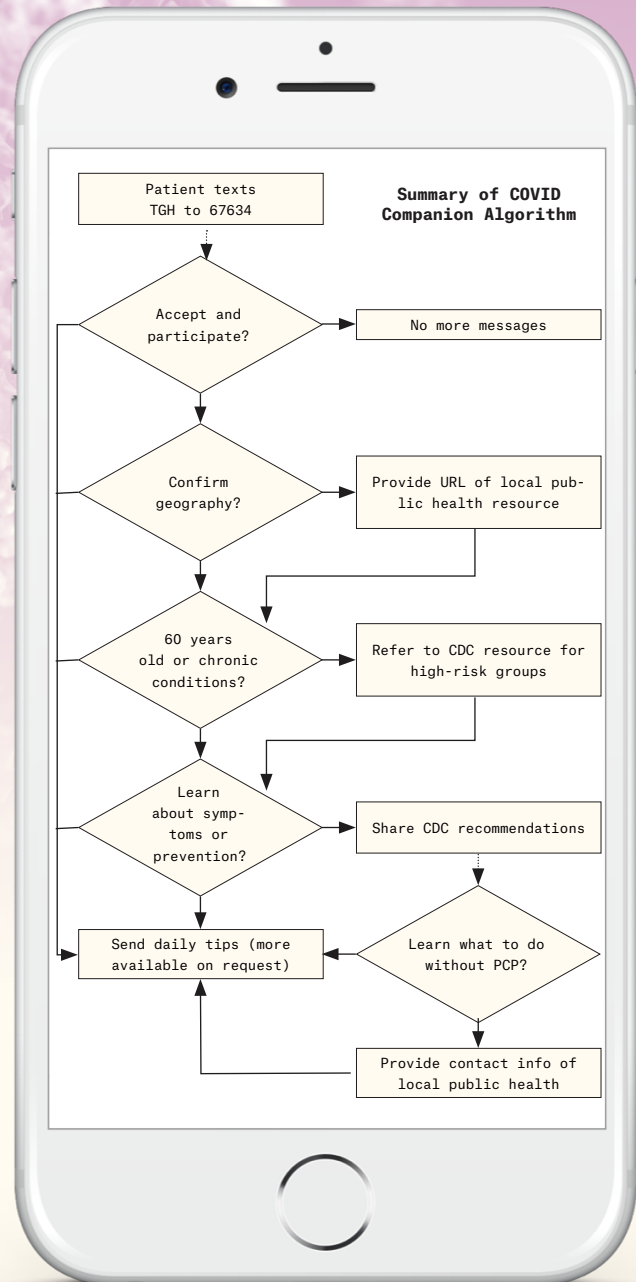 Patient texts
TGH to 67634
Summary of COVID
Companion Algorithm
Accept and
participate?
No more messages
Confirm
geography?
Provide URL of local pub-
lic health resource
60 years
old or chronic
conditions?
Refer to CDC resource for
high-risk groups
Learn
about symp-
toms or
prevention?
Share CDC recommendations
Send daily tips (more
available on request)
Learn what to do
without PCP?
Provide contact info of
local public health